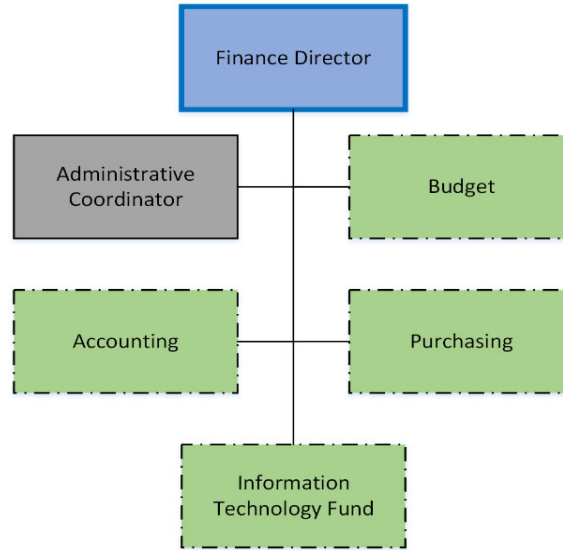 Finance Director
Administrative
Coordinator
Budget
Accounting
Purchasing
Information
Technology Fund